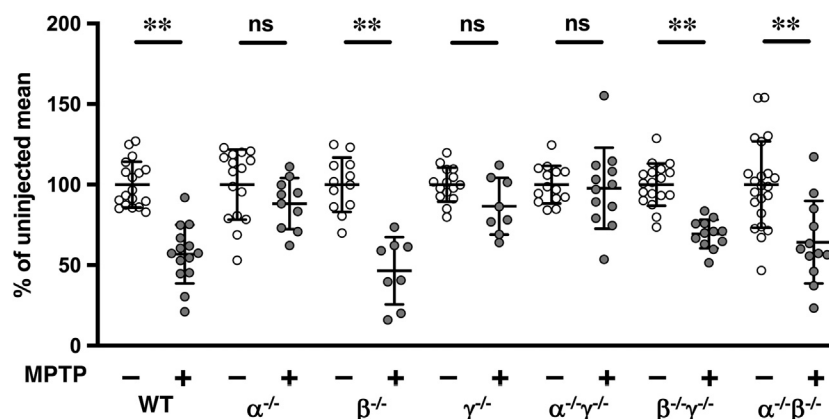 ** ns ** ns ns ** **
200
150
100
50
0
% of uninjected mean
MPTP − + − + − + − + − + − + − +
WT α-/- β-/- γ-/- α-/-γ-/- β-/-γ-/- α-/-β-/-